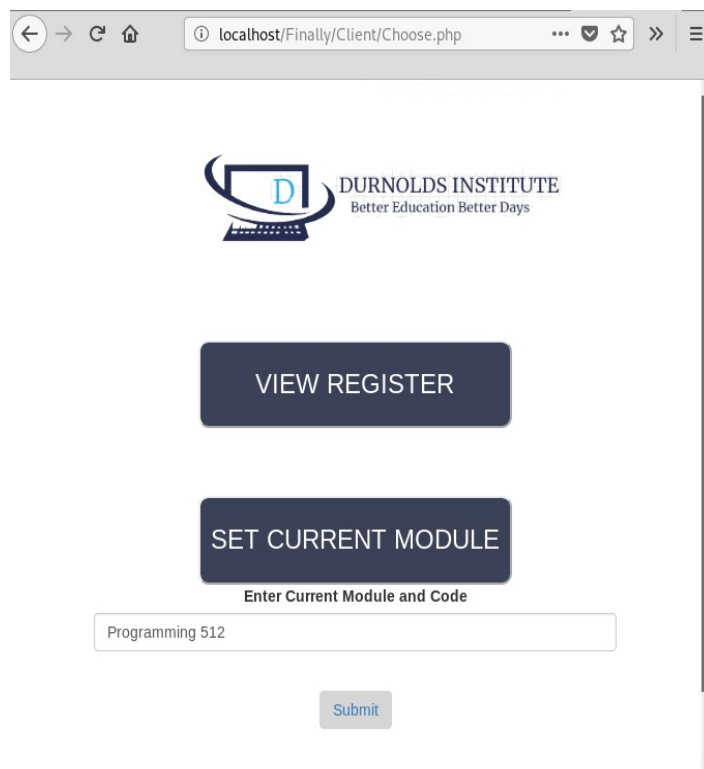 localhost/Finally/Client/Choose.php
D
DURNOLDS INSTITUTE
Better Education Better Days
VIEW REGISTER
SET CURRENT MODULE
Enter Current Module and Code
Programming 512
Submit